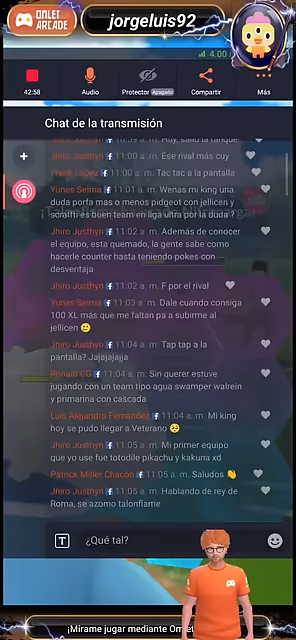 OMLET
ARCADE
jorgeluis92
4.00
42:58
Audio
Protector Apagado
Compartir
Más
Chat de la transmisión
Jhiro Justhyn 10:59 a. m. Huy, salió la tanque
Jhiro Justhyn 11:00 a. m. Ese rival más cuy
Frank López 11:00 a. m. Tac tac a la pantalla
Yunes Selma 11:01 a. m. Wenas mi king una
duda porfa mas o menos pidgeot con jellicen y
scrafti es buen team en liga ultra por la duda ?
Jhiro Justhyn 11:02 a. m. Además de conocer
el equipo, esta quemado, la gente sabe como
hacerle counter hasta teniendo pokes con
desventaja
Jhiro Justhyn 11:02 a. m. F por el rival
Yunes Selma 11:03 a. m. Dale cuando consiga
100 XL más que me faltan pa a subirme al
jellicen 🙁
Jhiro Justhyn 11:04 a. m. Tap tap a la
pantalla? Jajajajajja
Ronald CG 11:04 a. m. Sin querer estuve
jugando con un team tipo agua swamper walrein
y primarina con cascada
Luis Alejandro Fernandez 11:04 a. m. Mi king
hoy se pudo llegar a Veterano 😢
Jhiro Justhyn 11:05 a. m. Mi primer equipo
que yo use fue totodile pikachu y kakuna xd
Patrick Miller Chacón 11:05 a. m. Saludos 👋
Jhiro Justhyn 11:05 a. m. Hablando de rey de
Roma, se azomo talonflame
T
¿Qué tal?
¡Mírame jugar mediante Omlet